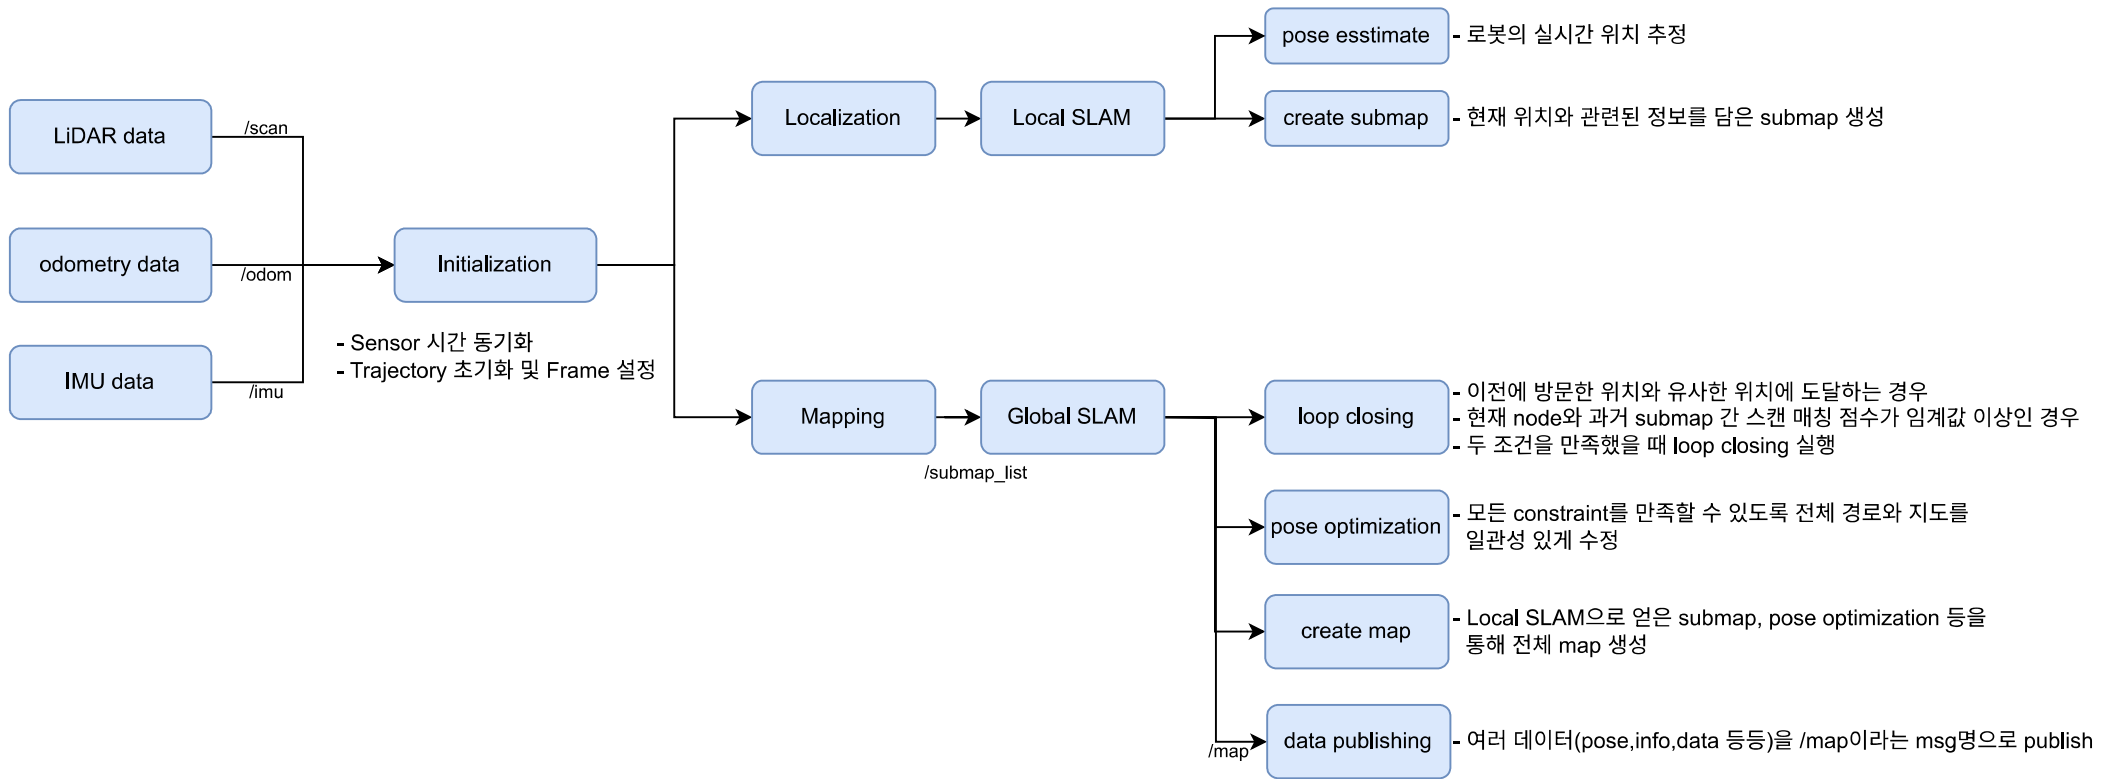 LiDAR data
/scan
odometry data
/odom
IMU data
/imu
Initialization
- Sensor 시간 동기화
- Trajectory 초기화 및 Frame 설정
Localization
Local SLAM
pose esstimate
- 로봇의 실시간 위치 추정
create submap
- 현재 위치와 관련된 정보를 담은 submap 생성
Mapping
/submap_list
Global SLAM
loop closing
- 이전에 방문한 위치와 유사한 위치에 도달하는 경우
- 현재 node와 과거 submap 간 스캔 매칭 점수가 임계값 이상인 경우
- 두 조건을 만족했을 때 loop closing 실행
pose optimization
- 모든 constraint를 만족할 수 있도록 전체 경로와 지도를
일관성 있게 수정
create map
- Local SLAM으로 얻은 submap, pose optimization 등을
통해 전체 map 생성
/map
data publishing
- 여러 데이터(pose,info,data 등등)을 /map이라는 msg명으로 publish